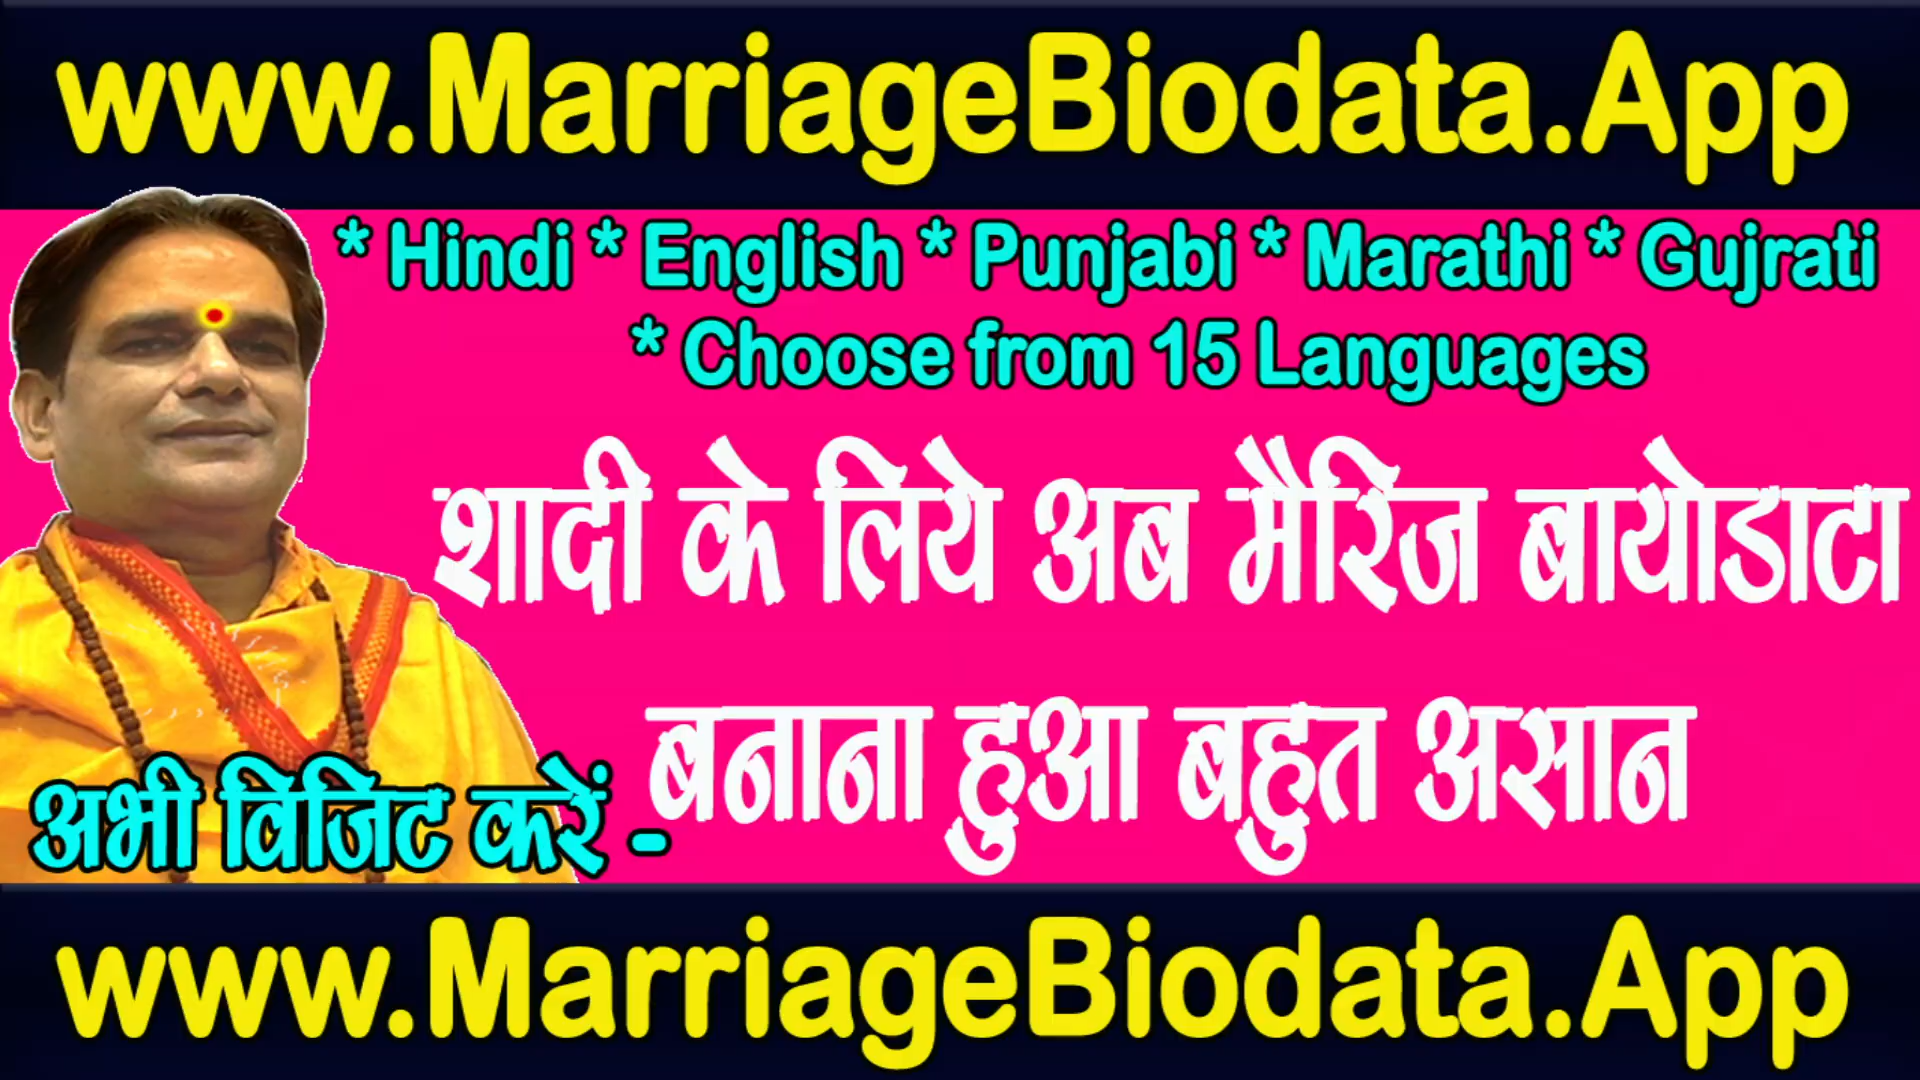 www.MarriageBiodata.App
* Hindi * English * Punjabi * Marathi * Gujrati
* Choose from 15 Languages
शादी के लिये अब मैरिज बायोडाटा
बनाना हुआ बहुत असान
अभी विजिट करें -
www.MarriageBiodata.App